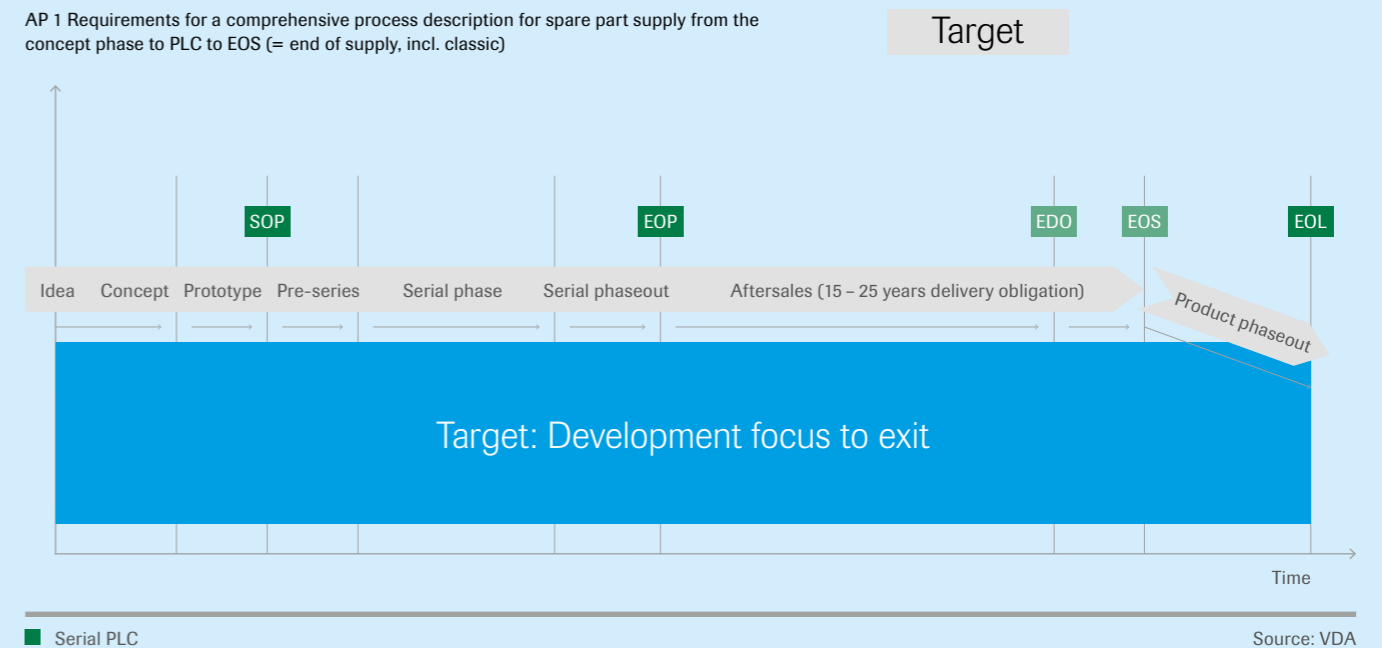 AP 1 Requirements for a comprehensive process description for spare part supply from the
concept phase to PLC to EOS (= end of supply, incl. classic)
Target
SOP
EOP
EDO
EOS
EOL
Idea
Concept
Prototype
Pre-series
Serial phase
Serial phaseout
Aftersales (15 – 25 years delivery obligation)
Product phaseout
Target: Development focus to exit
Time
Serial PLC
Source: VDA